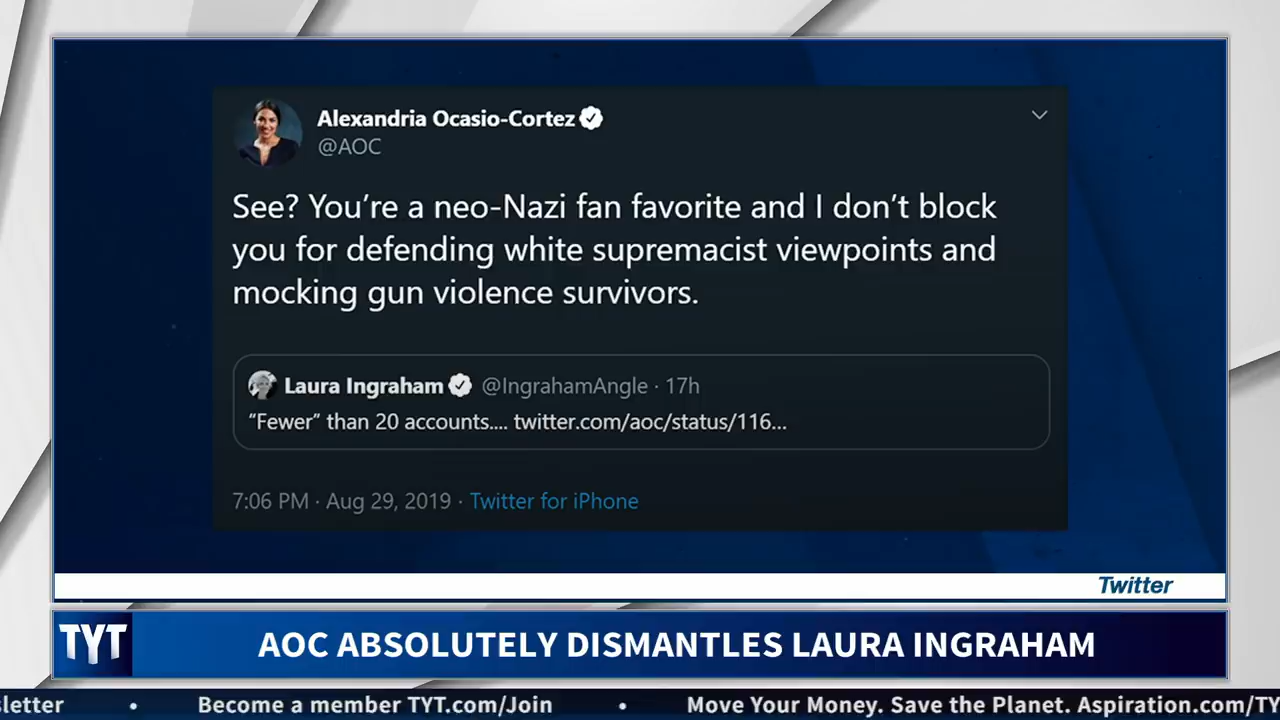 Alexandria Ocasio-Cortez
@AOC
See? You're a neo-Nazi fan favorite and I don't block
you for defending white supremacist viewpoints and
mocking gun violence survivors.
Laura Ingraham @IngrahamAngle · 17h
“Fewer” than 20 accounts.... twitter.com/aoc/status/116...
7:06 PM · Aug 29, 2019 · Twitter for iPhone
Twitter
TYT AOC ABSOLUTELY DISMANTLES LAURA INGRAHAM
sletter • Become a member TYT.com/Join • Move Your Money. Save the Planet. Aspiration.com/TY